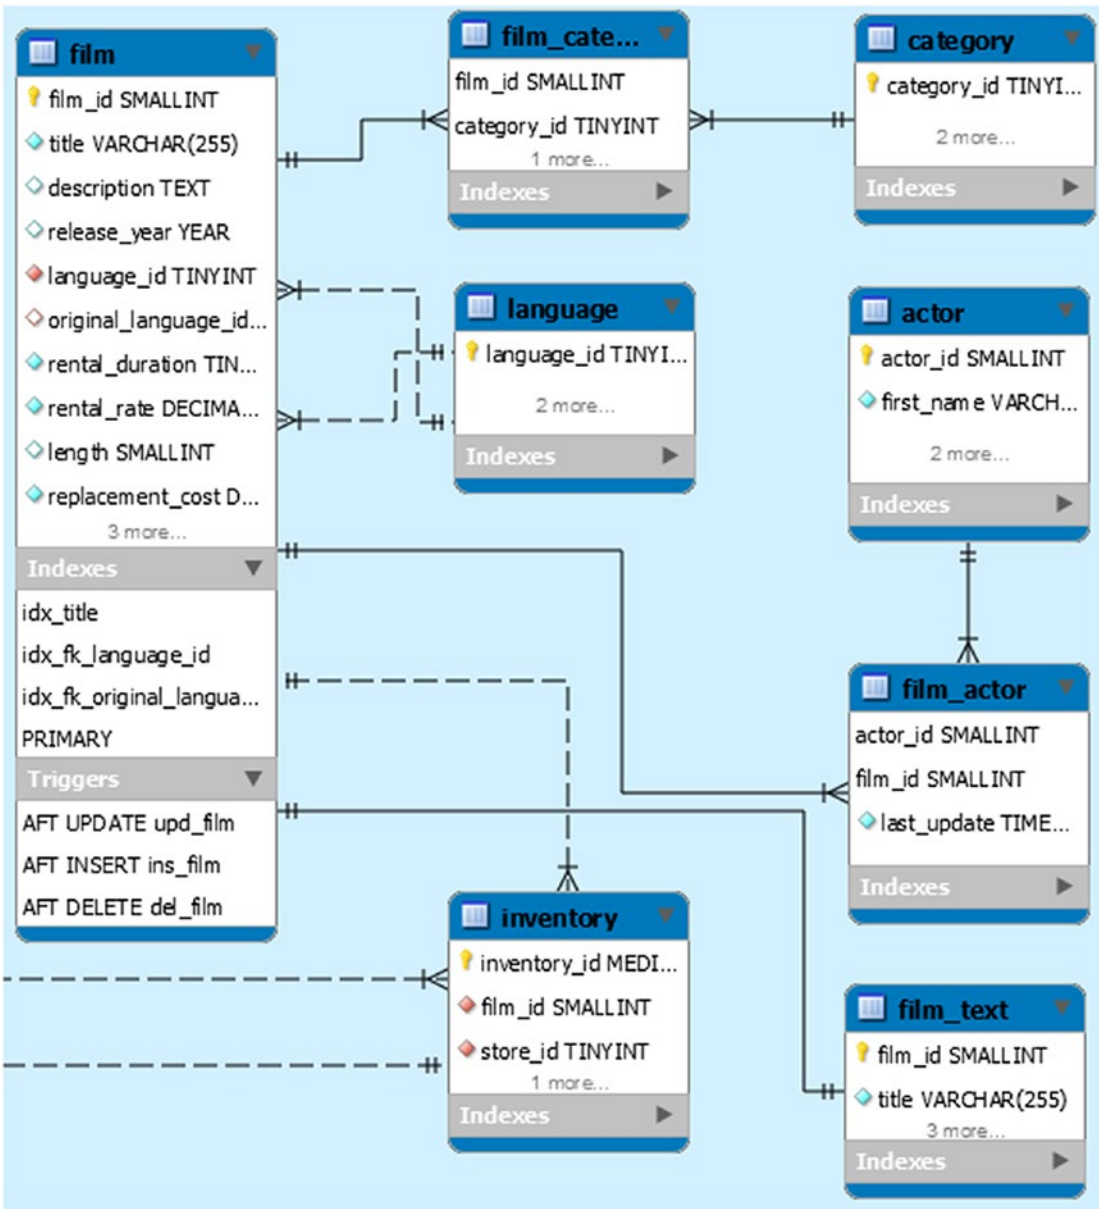 film
film_id SMALLINT
title VARCHAR(255)
description TEXT
release_year YEAR
language_id TINYINT
original_language_id...
rental_duration TIN...
rental_rate DECIMA...
length SMALLINT
replacement_cost D...
3 more...
Indexes
idx_title
idx_fk_language_id
idx_fk_original_langua...
PRIMARY
Triggers
AFT UPDATE upd_film
AFT INSERT ins_film
AFT DELETE del_film
film_cate...
film_id SMALLINT
category_id TINYINT
1 more...
Indexes
category
category_id TINYI...
2 more...
Indexes
language
language_id TINYI...
2 more...
Indexes
actor
actor_id SMALLINT
first_name VARCH...
2 more...
Indexes
film_actor
actor_id SMALLINT
film_id SMALLINT
last_update TIME...
Indexes
inventory
inventory_id MEDI...
film_id SMALLINT
store_id TINYINT
1 more...
Indexes
film_text
film_id SMALLINT
title VARCHAR(255)
3 more...
Indexes